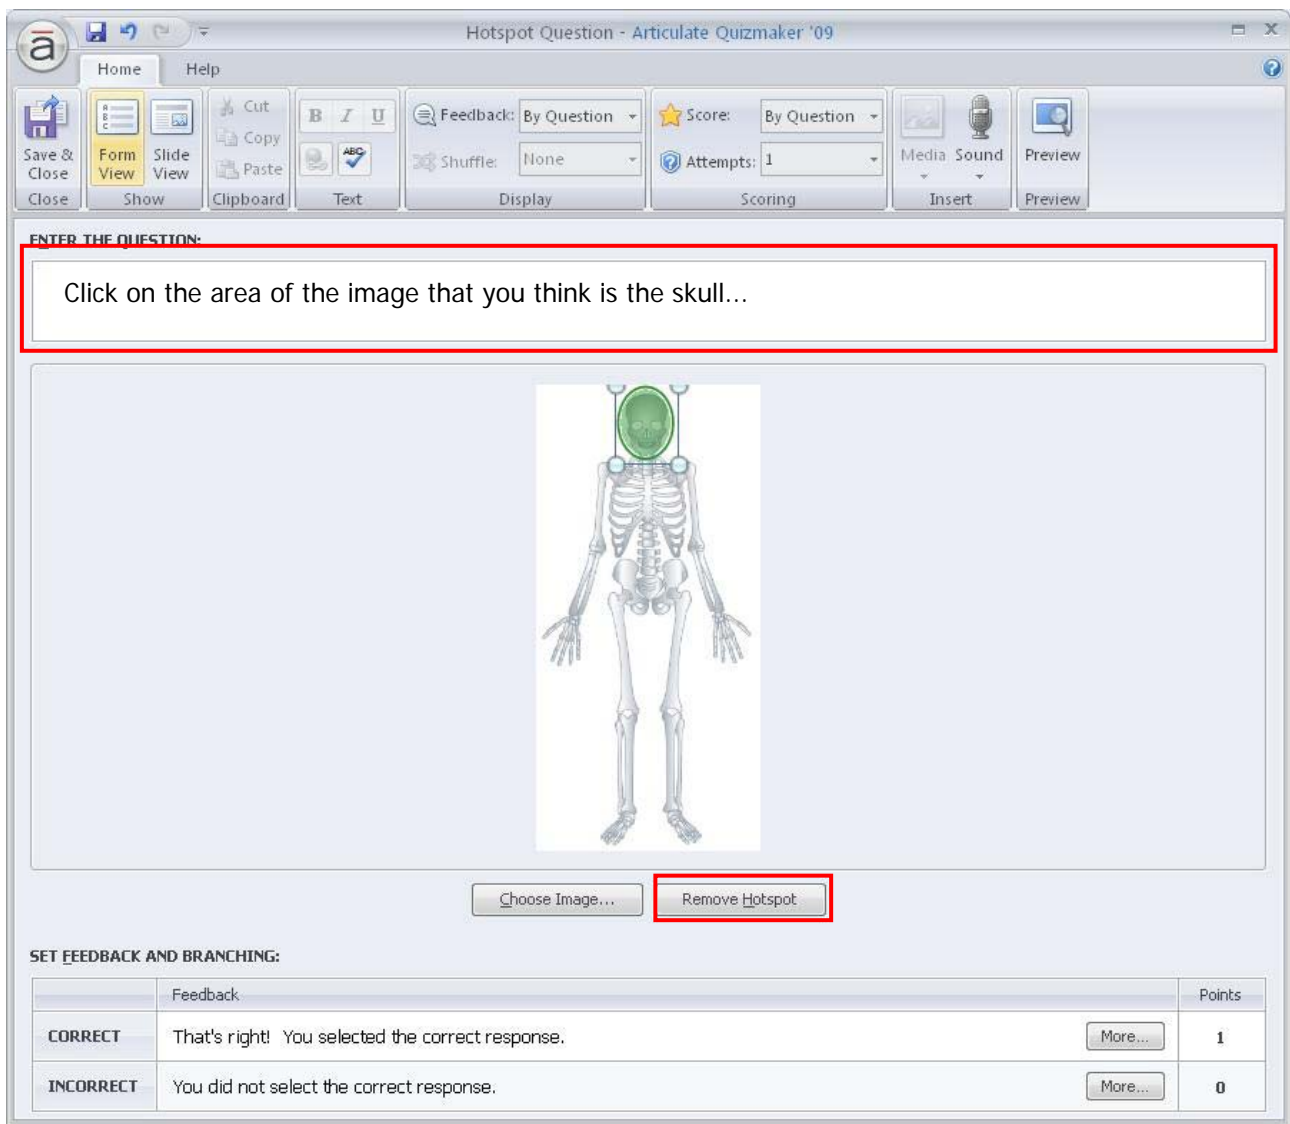 Hotspot Question - Articulate Quizmaker '09
Home Help
Save & Close
Form View
Slide View
Cut
Copy
Paste
B I U
ABC
Feedback: By Question
Shuffle: None
Score: By Question
Attempts: 1
Media
Sound
Preview
Close
Show
Clipboard
Text
Display
Scoring
Insert
Preview
ENTER THE QUESTION:
Click on the area of the image that you think is the skull...
Choose Image...
Remove Hotspot
SET FEEDBACK AND BRANCHING:
Feedback Points
CORRECT That's right! You selected the correct response. More... 1
INCORRECT You did not select the correct response. More... 0